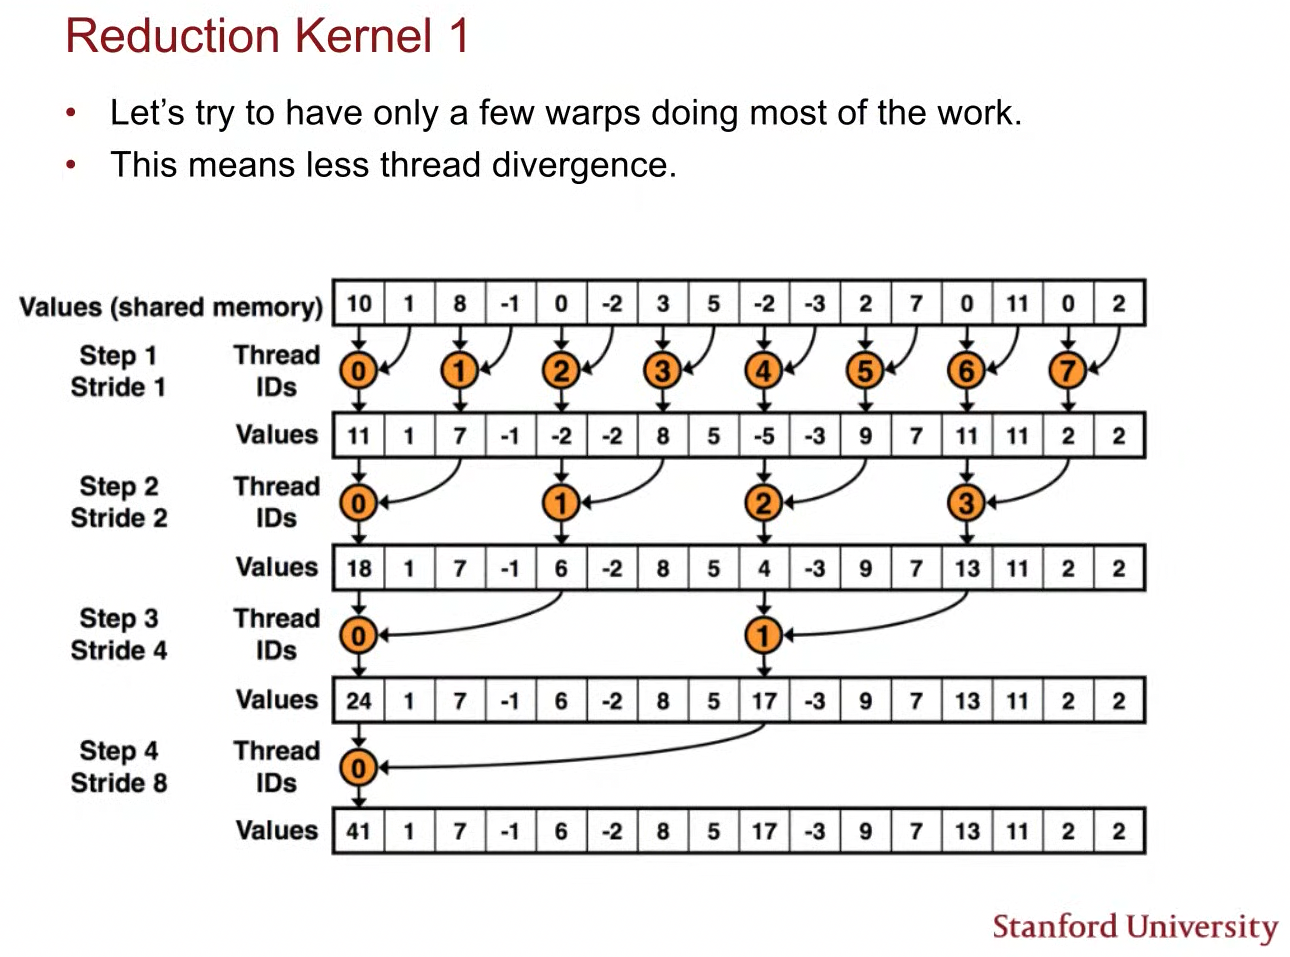 Reduction Kernel 1
• Let's try to have only a few warps doing most of the work.
• This means less thread divergence.
Values (shared memory) 10 1 8 -1 0 -2 3 5 -2 -3 2 7 0 11 0 2
Step 1 Thread
Stride 1 IDs
0 1 2 3 4 5 6 7
Values 11 1 7 -1 -2 -2 8 5 -5 -3 9 7 11 11 2 2
Step 2 Thread
Stride 2 IDs
0 1 2 3
Values 18 1 7 -1 6 -2 8 5 4 -3 9 7 13 11 2 2
Step 3 Thread
Stride 4 IDs
0 1
Values 24 1 7 -1 6 -2 8 5 17 -3 9 7 13 11 2 2
Step 4 Thread
Stride 8 IDs
0
Values 41 1 7 -1 6 -2 8 5 17 -3 9 7 13 11 2 2
Stanford University